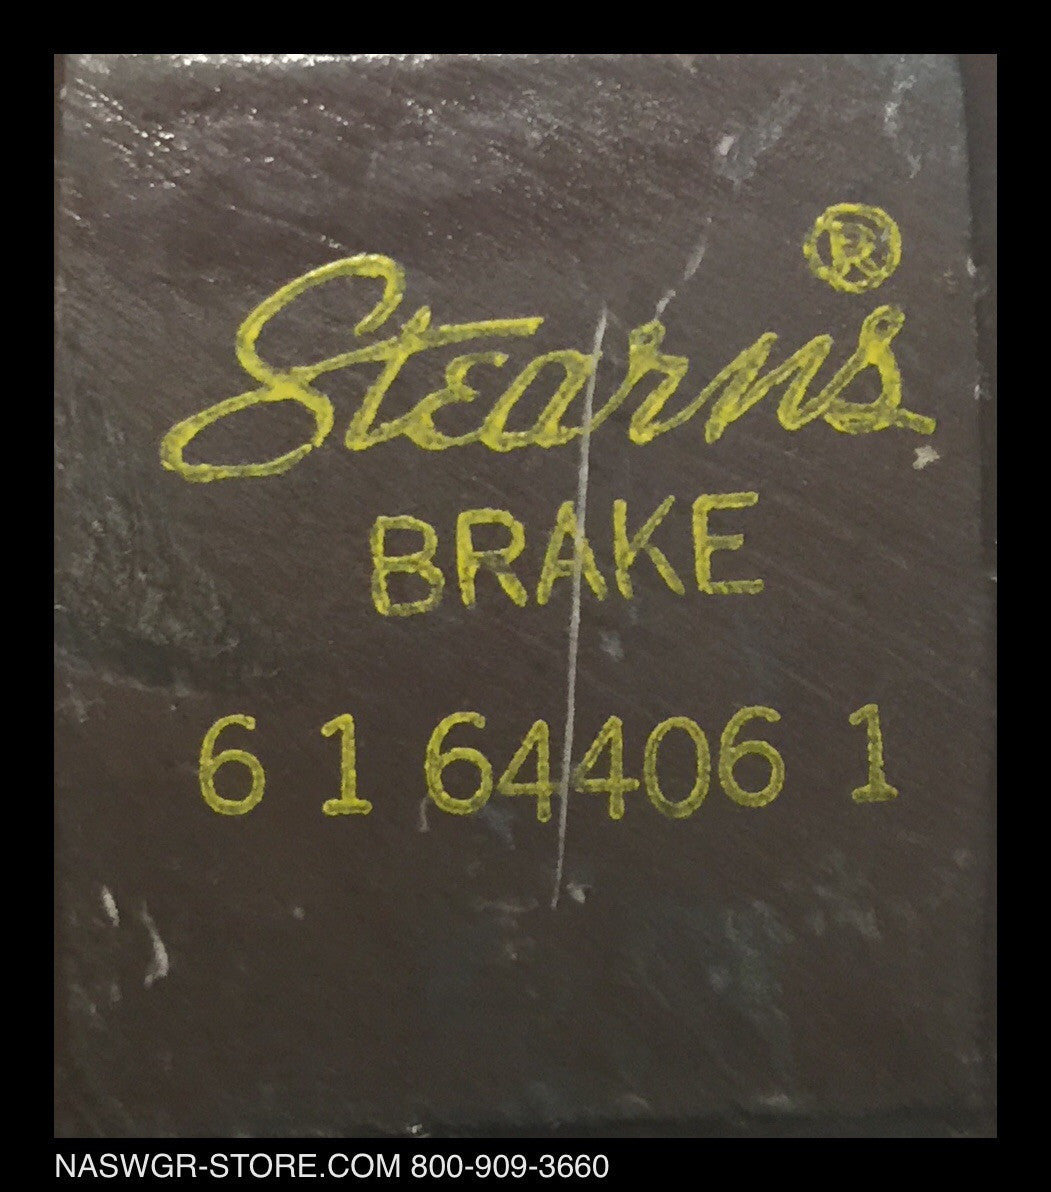 Stearns®
BRAKE
6 1 64406 1
NASWGR-STORE.COM 800-909-3660